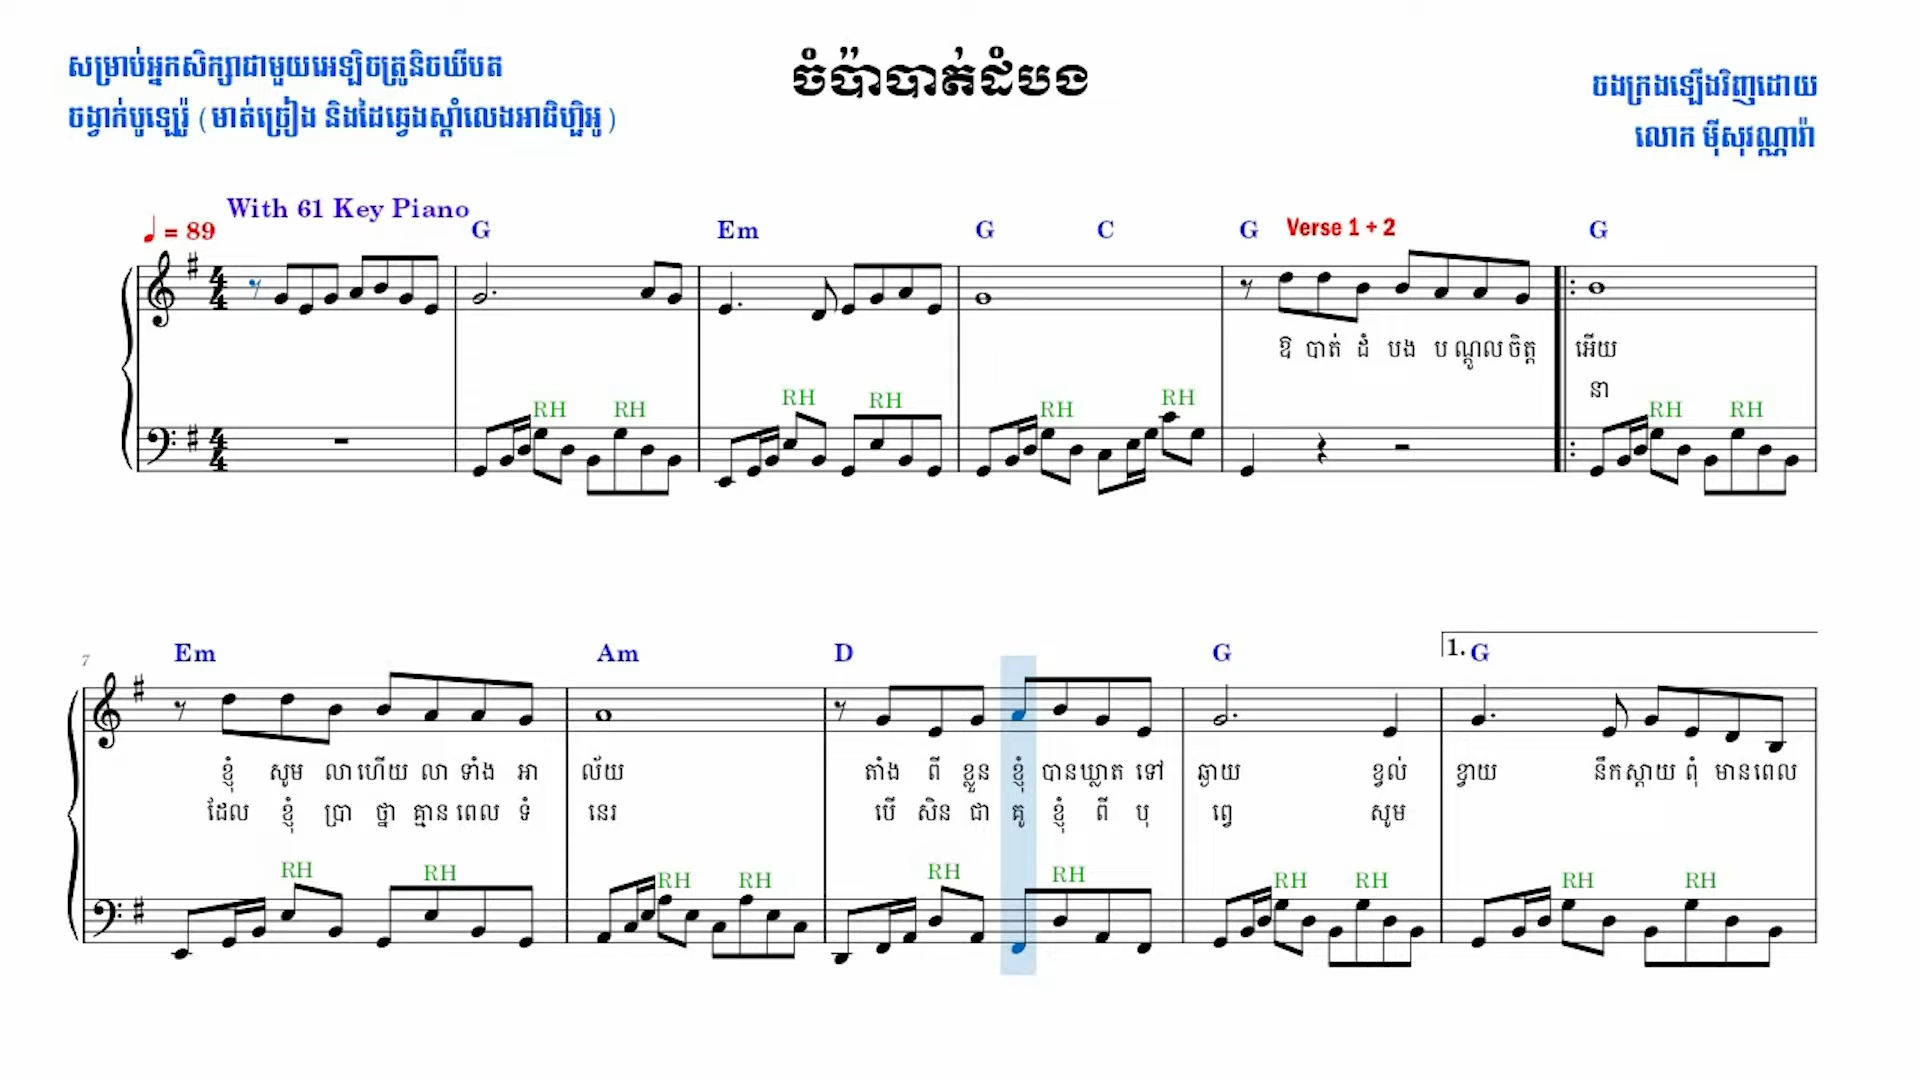 សម្រាប់អ្នកសិក្សាជាមួយអេឡិចត្រូនិចឃីបត
ចង្វាក់បូឡេរ៉ូ (មាត់ច្រៀង និងដៃឆ្វេងស្ដាំលេងអាជិហ្ពិអូ)
ចំប៉ាបាត់ដំបង
ចងក្រងឡើងវិញដោយ
លោក ម៉ីសុវណ្ណារ៉ា
With 61 Key Piano
= 89 G Em G C G Verse 1 + 2 G
ឱ បាត់ ដំ បង ប ណ្ដូល ចិត្ត អើយ
នា
RH RH RH RH RH RH RH RH
7 Em Am D G 1. G
ខ្ញុំ សូម លា ហើយ លា ទាំង អា ល័យ តាំង ពី ខ្លួន ខ្ញុំ បាន ឃ្លាត ទៅ ឆ្ងាយ ខ្វល់ ខ្វាយ នឹក ស្ដាយ ពុំ មាន ពេល
ដែល ខ្ញុំ ប្រា ថ្នា គ្មាន ពេល ទំ នេរ បើ សិន ជា គូ ខ្ញុំ ពី បុ ព្វេ សូម
RH RH RH RH RH RH RH RH RH RH